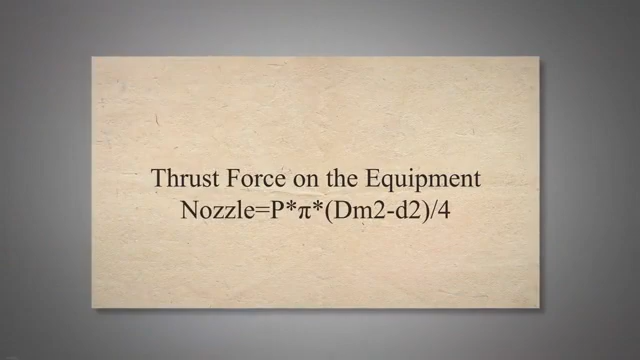 Thrust Force on the Equipment
Nozzle=P*π*(Dm2-d2)/4